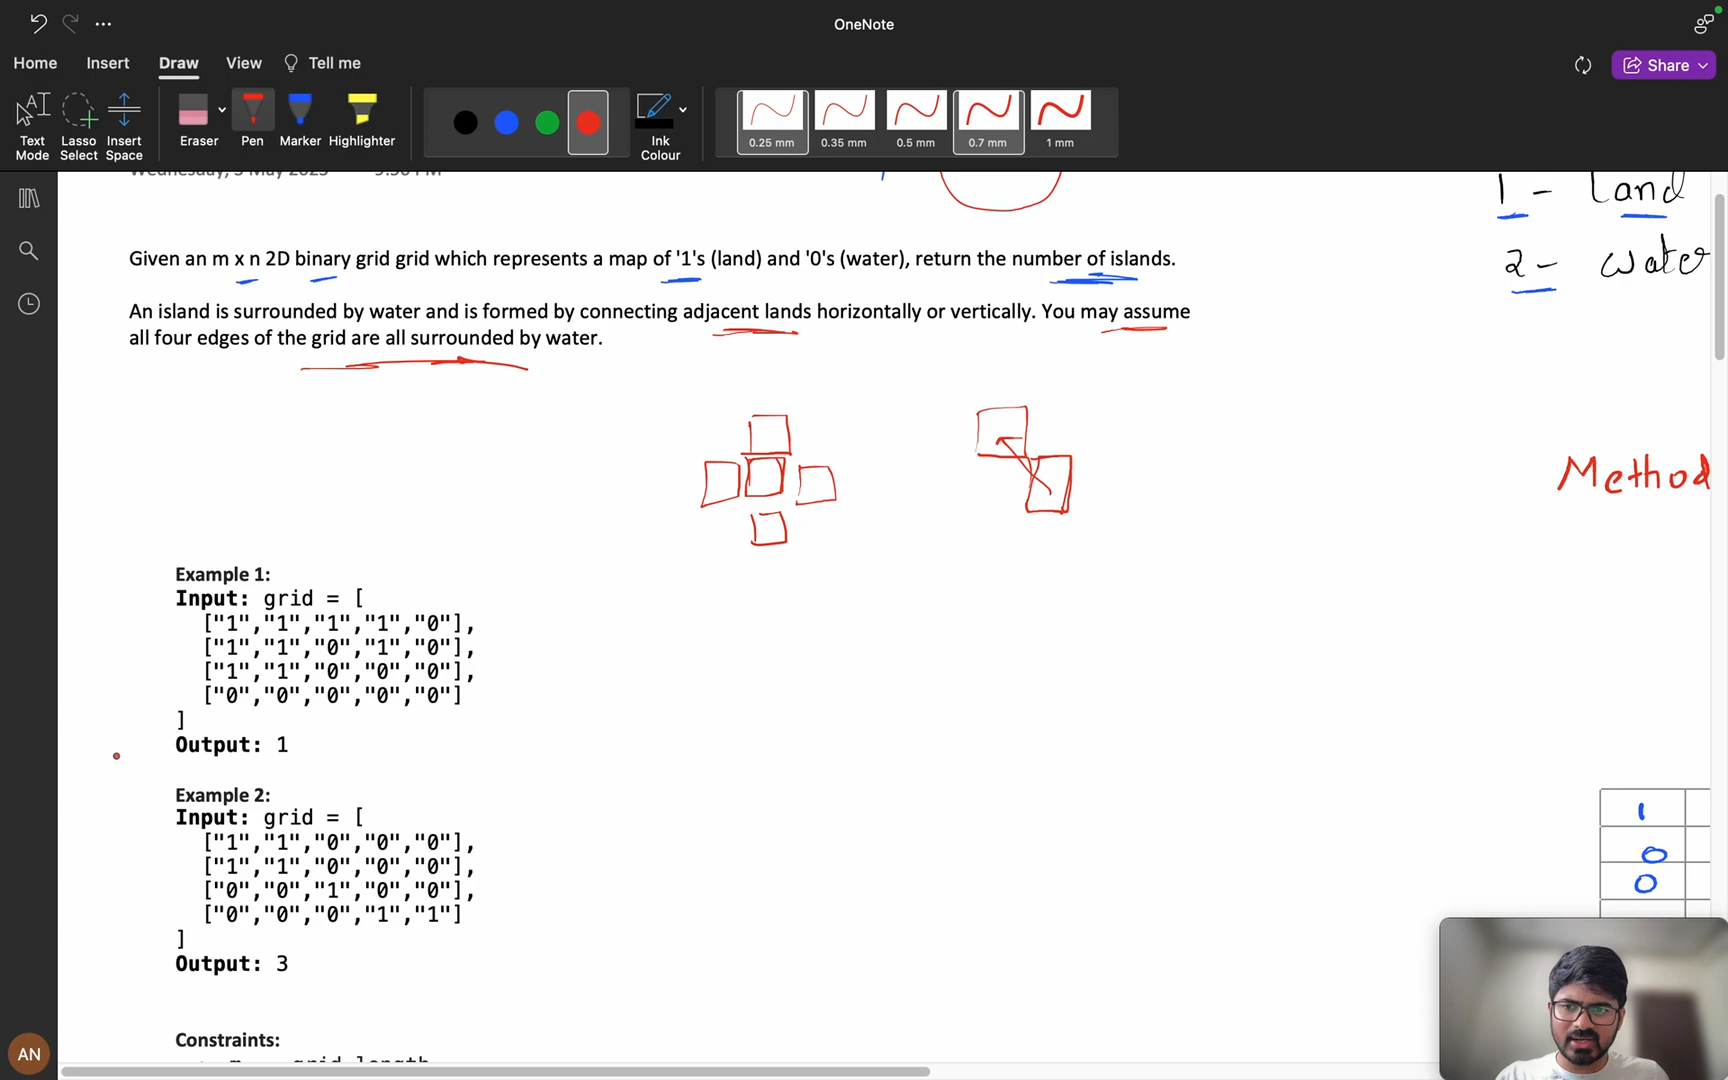 OneNote
Home Insert Draw View Tell me
Share
Text Mode
Lasso Select
Insert Space
Eraser
Pen
Marker
Highlighter
Ink Colour
0.25 mm
0.35 mm
0.5 mm
0.7 mm
1 mm
1 - Land
2 - water
Given an m x n 2D binary grid grid which represents a map of '1's (land) and '0's (water), return the number of islands.
An island is surrounded by water and is formed by connecting adjacent lands horizontally or vertically. You may assume
all four edges of the grid are all surrounded by water.
Method
Example 1:
Input: grid = [
["1","1","1","1","0"],
["1","1","0","1","0"],
["1","1","0","0","0"],
["0","0","0","0","0"]
]
Output: 1
Example 2:
Input: grid = [
["1","1","0","0","0"],
["1","1","0","0","0"],
["0","0","1","0","0"],
["0","0","0","1","1"]
]
Output: 3
1
0
0
Constraints:
AN